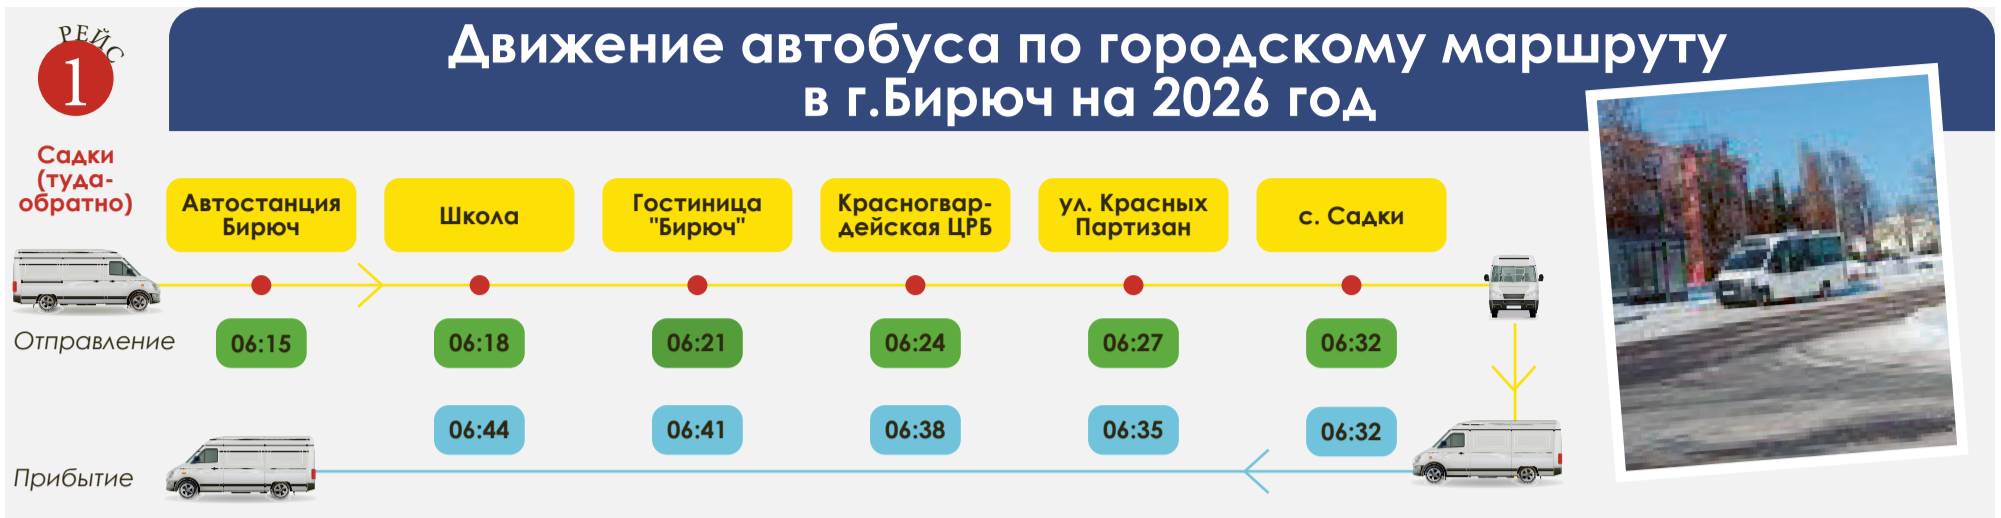 РЕЙС
1
Движение автобуса по городскому маршруту
в г.Бирюч на 2026 год
Садки
(туда-
обратно)
Автостанция
Бирюч
Школа
Гостиница
"Бирюч"
Красногвар-
дейская ЦРБ
ул. Красных
Партизан
с. Садки
Отправление
06:15
06:18
06:21
06:24
06:27
06:32
06:44
06:41
06:38
06:35
06:32
Прибытие